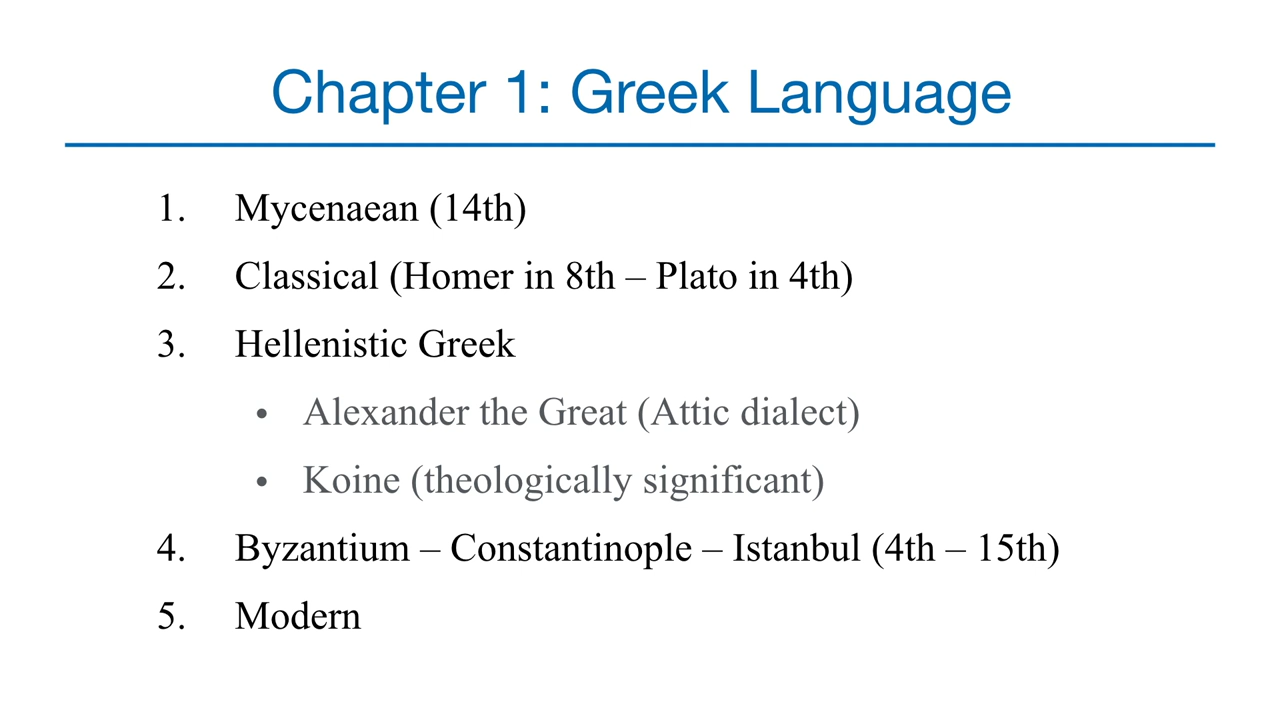 Chapter 1: Greek Language
1. Mycenaean (14th)
2. Classical (Homer in 8th – Plato in 4th)
3. Hellenistic Greek
• Alexander the Great (Attic dialect)
• Koine (theologically significant)
4. Byzantium – Constantinople – Istanbul (4th – 15th)
5. Modern